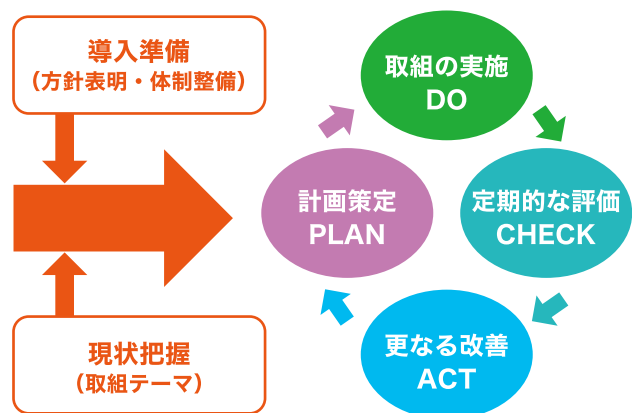 導入準備
（方針表明・体制整備）
現状把握
（取組テーマ）
計画策定
PLAN
取組の実施
DO
定期的な評価
CHECK
更なる改善
ACT